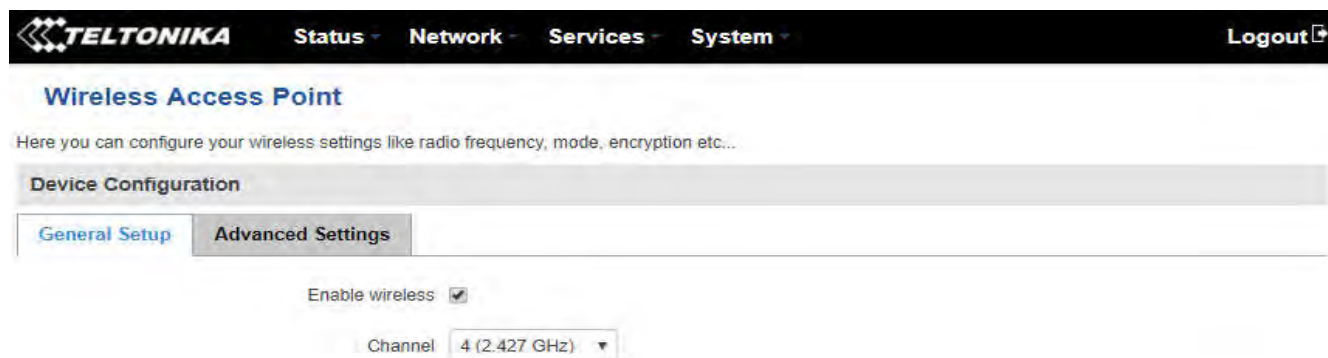 TELTONIKA Status Network Services System Logout
Wireless Access Point
Here you can configure your wireless settings like radio frequency, mode, encryption etc...
Device Configuration
General Setup Advanced Settings
Enable wireless
Channel 4 (2.427 GHz)